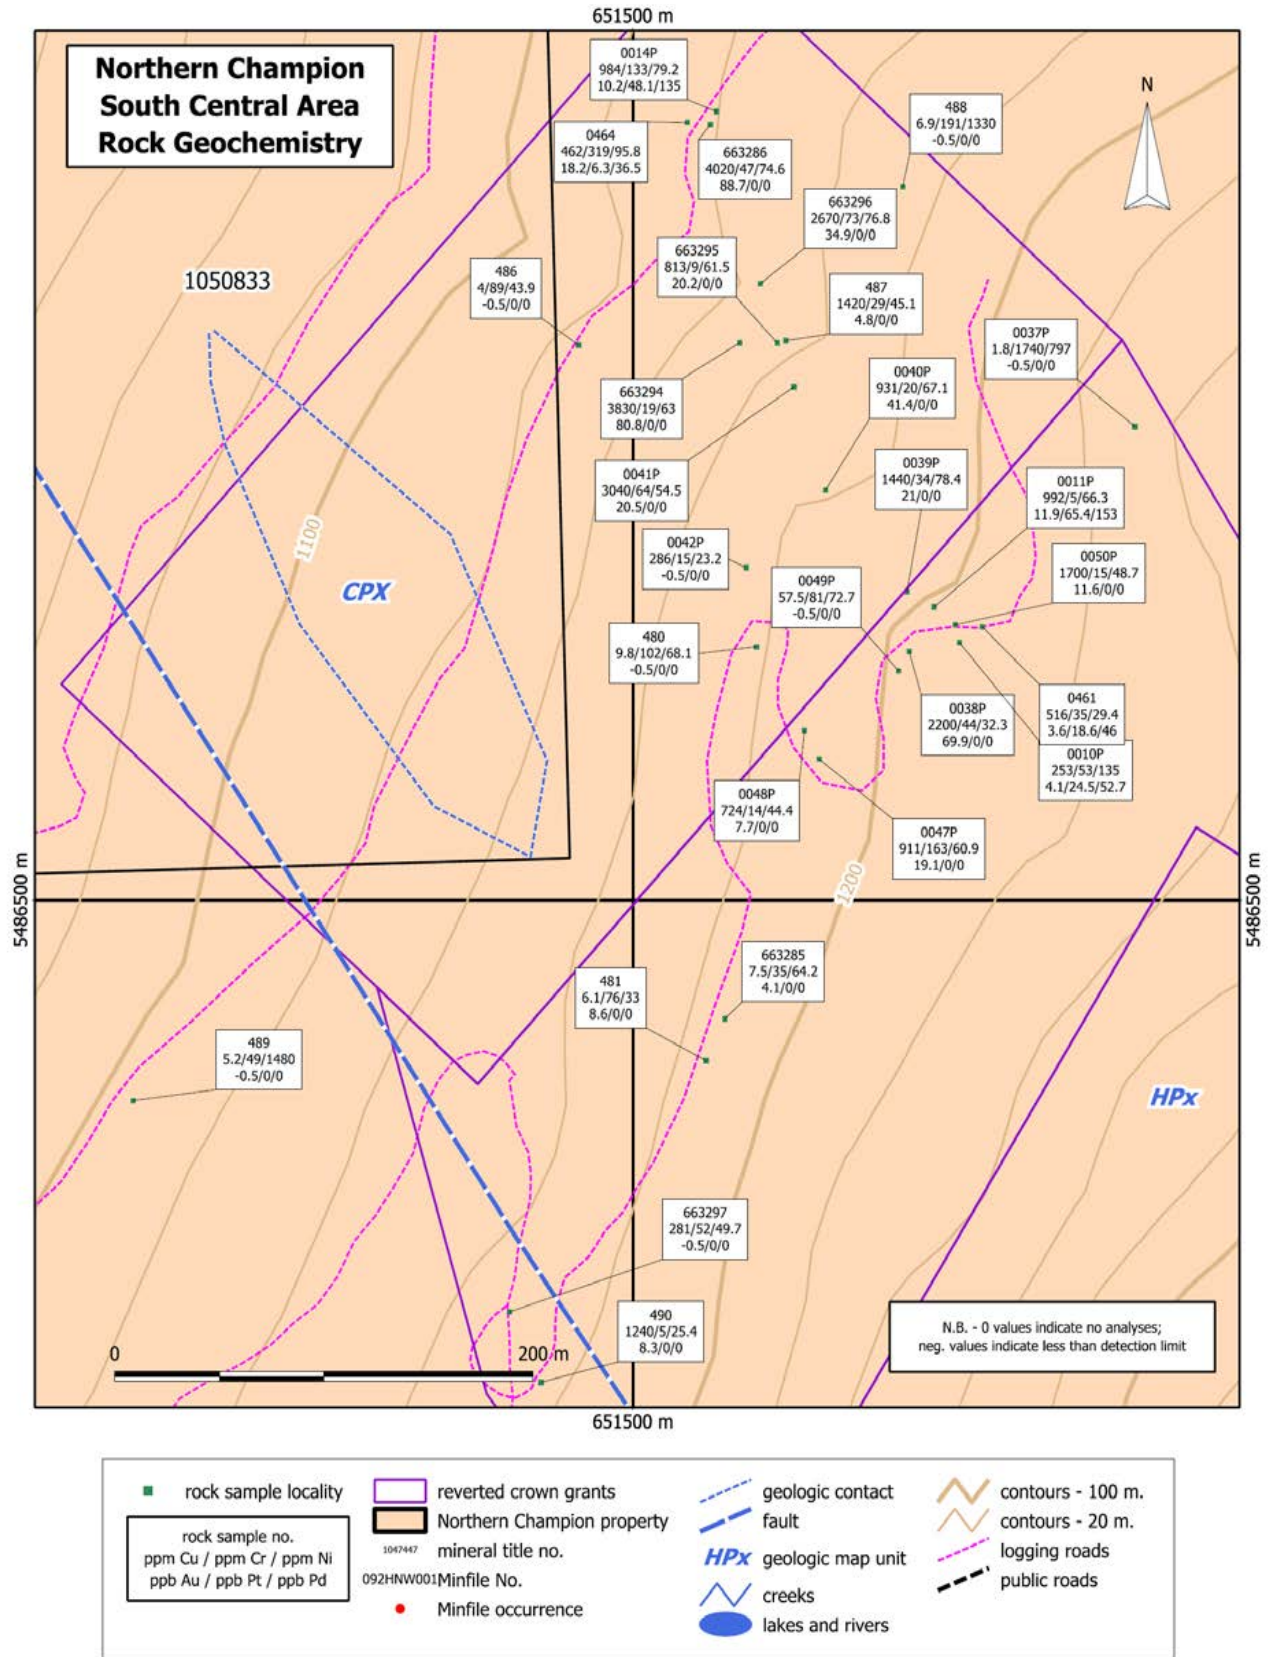 651500 m
Northern Champion
South Central Area
Rock Geochemistry
0014P
984/133/79.2
10.2/48.1/135
N
488
6.9/191/1330
-0.5/0/0
0464
462/319/95.8
18.2/6.3/36.5
663286
4020/47/74.6
88.7/0/0
663296
2670/73/76.8
34.9/0/0
663295
813/9/61.5
20.2/0/0
486
4/89/43.9
-0.5/0/0
1050833
487
1420/29/45.1
4.8/0/0
0037P
1.8/1740/797
-0.5/0/0
0040P
931/20/67.1
41.4/0/0
663294
3830/19/63
80.8/0/0
0039P
1440/34/78.4
21/0/0
0041P
3040/64/54.5
20.5/0/0
0011P
992/5/66.3
11.9/65.4/153
1100
0042P
286/15/23.2
-0.5/0/0
0050P
1700/15/48.7
11.6/0/0
CPX
0049P
57.5/81/72.7
-0.5/0/0
480
9.8/102/68.1
-0.5/0/0
0461
516/35/29.4
3.6/18.6/46
0038P
2200/44/32.3
69.9/0/0
0010P
253/53/135
4.1/24.5/52.7
0048P
724/14/44.4
7.7/0/0
0047P
911/163/60.9
19.1/0/0
1200
5486500 m
5486500 m
663285
7.5/35/64.2
4.1/0/0
481
6.1/76/33
8.6/0/0
489
5.2/49/1480
-0.5/0/0
HPx
663297
281/52/49.7
-0.5/0/0
490
1240/5/25.4
8.3/0/0
N.B. - 0 values indicate no analyses;
neg. values indicate less than detection limit
0 200 m
651500 m
rock sample locality
rock sample no.
ppm Cu / ppm Cr / ppm Ni
ppb Au / ppb Pt / ppb Pd
reverted crown grants
Northern Champion property
1047447 mineral title no.
092HNW001 Minfile No.
Minfile occurrence
geologic contact
fault
HPx geologic map unit
creeks
lakes and rivers
contours - 100 m.
contours - 20 m.
logging roads
public roads